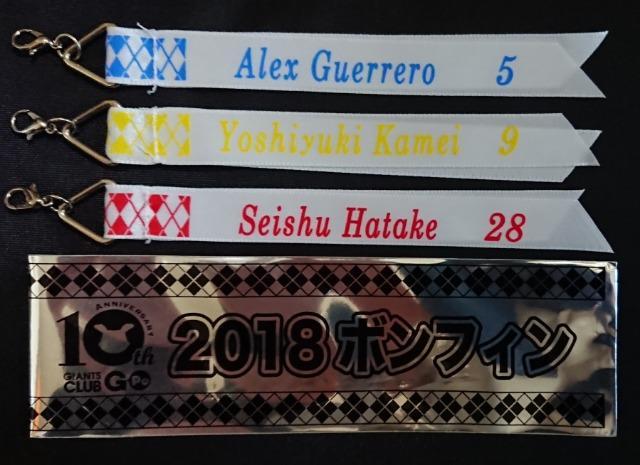 Alex Guerrero 5
Yoshiyuki Kamei 9
Seishu Hatake 28
ANNIVERSARY
10th
GIANTS
CLUB GO Po
2018ボンフィン